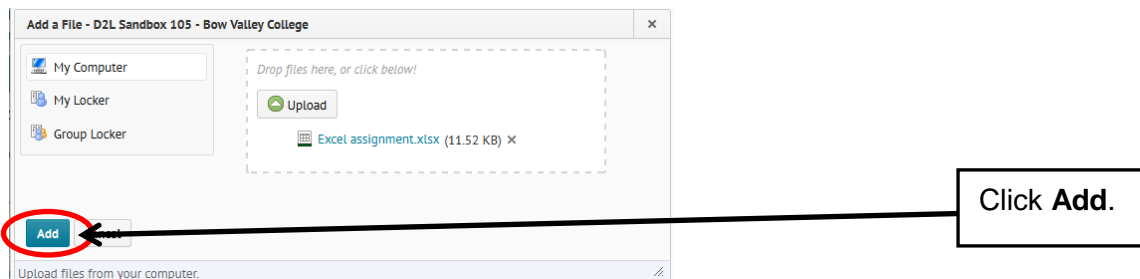 Add a File - D2L Sandbox 105 - Bow Valley College
My Computer
My Locker
Group Locker
Drop files here, or click below!
Upload
Excel assignment.xlsx (11.52 KB)
Add
Upload files from your computer.
Click Add.